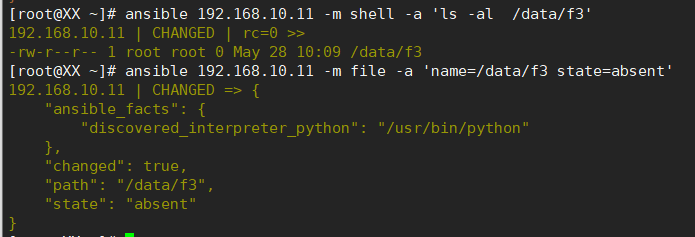 [root@XX ~]# ansible 192.168.10.11 -m shell -a 'ls -al  /data/f3'
192.168.10.11 | CHANGED | rc=0 >>
-rw-r--r-- 1 root root 0 May 28 10:09 /data/f3
[root@XX ~]# ansible 192.168.10.11 -m file -a 'name=/data/f3 state=absent'
192.168.10.11 | CHANGED => {
    "ansible_facts": {
        "discovered_interpreter_python": "/usr/bin/python"
    },
    "changed": true,
    "path": "/data/f3",
    "state": "absent"
}
[root@XX ~]#